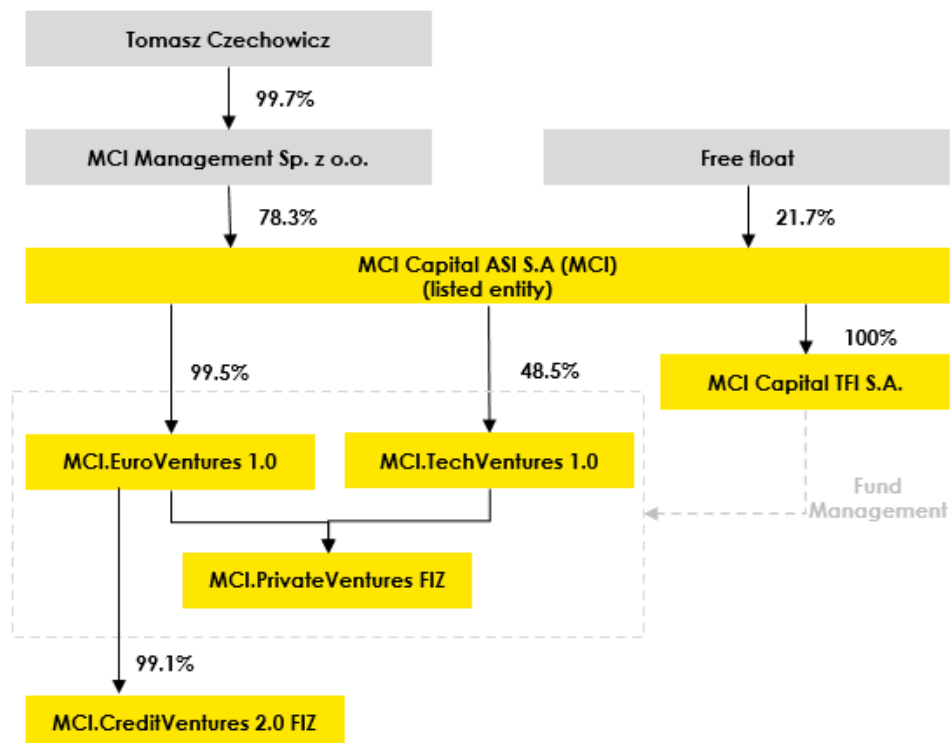 Tomasz Czechowicz
99.7%
MCI Management Sp. z o.o.
Free float
78.3%
21.7%
MCI Capital ASI S.A (MCI)
(listed entity)
99.5%
48.5%
100%
MCI Capital TFI S.A.
MCI.EuroVentures 1.0
MCI.TechVentures 1.0
Fund
Management
MCI.PrivateVentures FIZ
99.1%
MCI.CreditVentures 2.0 FIZ